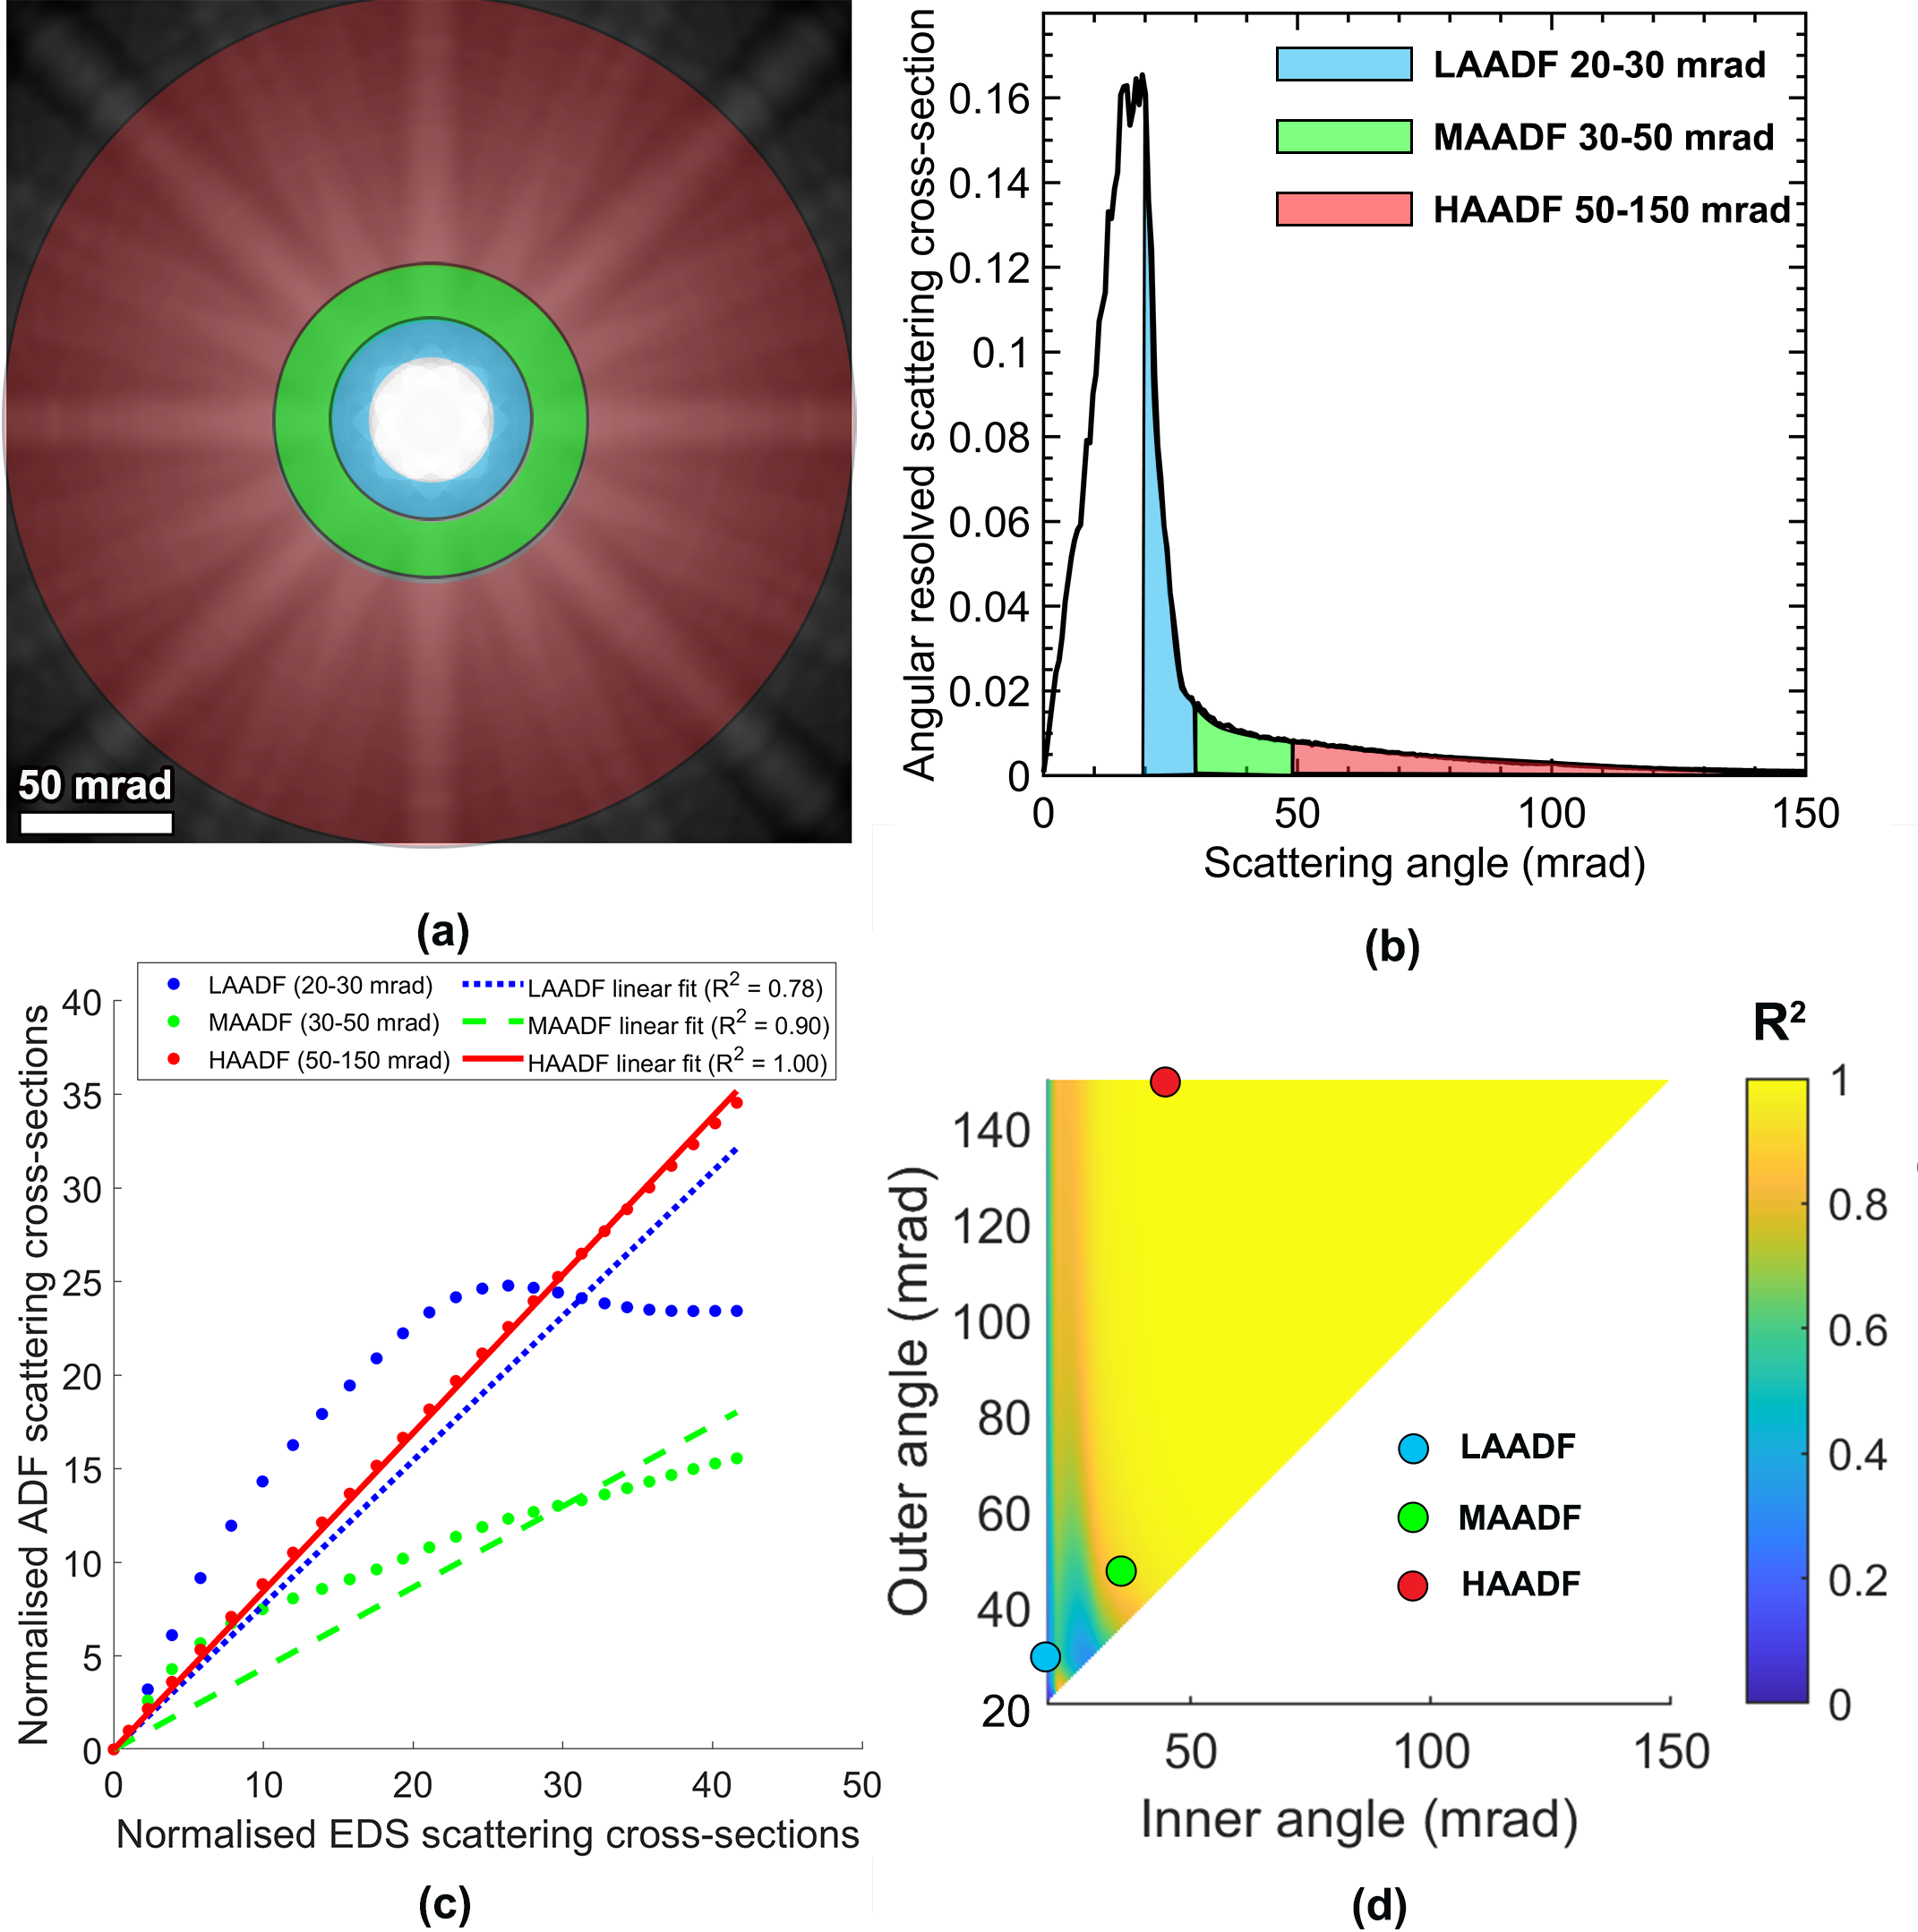 50 mrad
(a)
Angular resolved scattering cross-section
0.16
0.14
0.12
0.1
0.08
0.06
0.04
0.02
0
LAADF 20-30 mrad
MAADF 30-50 mrad
HAADF 50-150 mrad
0 50 100 150
Scattering angle (mrad)
(b)
LAADF (20-30 mrad) LAADF linear fit (R² = 0.78)
MAADF (30-50 mrad) MAADF linear fit (R² = 0.90)
HAADF (50-150 mrad) HAADF linear fit (R² = 1.00)
Normalised ADF scattering cross-sections
40
35
30
25
20
15
10
5
0
0 10 20 30 40 50
Normalised EDS scattering cross-sections
(c)
R²
Outer angle (mrad)
140
120
100
80
60
40
20
LAADF
MAADF
HAADF
1
0.8
0.6
0.4
0.2
0
50 100 150
Inner angle (mrad)
(d)